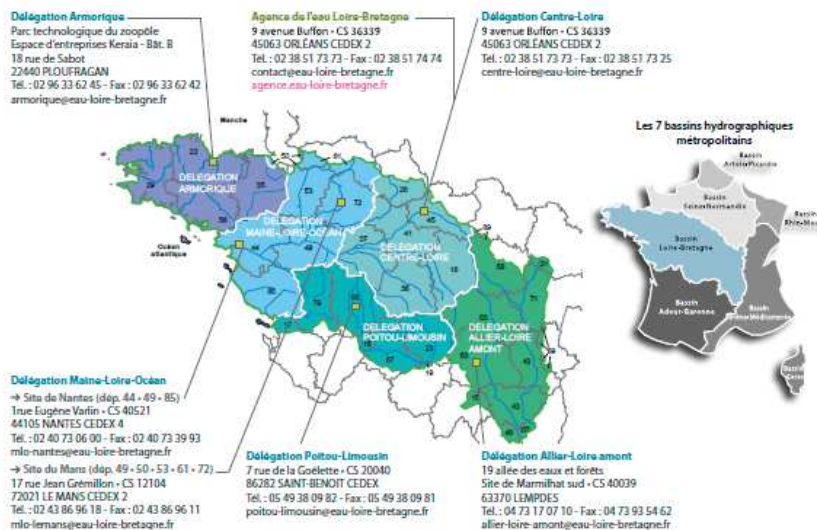 Délégation Armorique
Parc technologique du zoopôle
Espace d'entreprises Keraia - Bât. B
18 rue de Sabot
22440 PLOUFRAGAN
Tél. : 02 96 33 62 45 - Fax : 02 96 33 62 42
armorique@eau-loire-bretagne.fr
Agence de l'eau Loire-Bretagne
9 avenue Buffon • CS 36339
45063 ORLÉANS CEDEX 2
Tél. : 02 38 51 73 73 - Fax : 02 38 51 74 74
contact@eau-loire-bretagne.fr
agence.eau-loire-bretagne.fr
Délégation Centre-Loire
9 avenue Buffon • CS 36339
45063 ORLÉANS CEDEX 2
Tél. : 02 38 51 73 73 - Fax : 02 38 51 73 25
centre-loire@eau-loire-bretagne.fr
Manche
Océan
atlantique
DÉLÉGATION
ARMORIQUE
DÉLÉGATION
MAINE-LOIRE-OCÉAN
DÉLÉGATION
CENTRE-LOIRE
DÉLÉGATION
POITOU-LIMOUSIN
DÉLÉGATION
ALLIER-LOIRE
AMONT
Les 7 bassins hydrographiques
métropolitains
Bassin
Artois-Picardie
Bassin
Seine-Normandie
Bassin
Bassin
Loire-Bretagne
Bassin
Adour-Garonne
Bassin
Bassin
Délégation Maine-Loire-Océan
→ Site de Nantes (dép. 44 • 49 • 85)
1rue Eugène Varlin • CS 40521
44105 NANTES CEDEX 4
Tél. : 02 40 73 06 00 - Fax : 02 40 73 39 93
mlo-nantes@eau-loire-bretagne.fr
→ Site du Mans (dép. 49 • 50 • 53 • 61 • 72)
17 rue Jean Grémillon • CS 12104
72021 LE MANS CEDEX 2
Tél. : 02 43 86 96 18 - Fax : 02 43 86 96 11
mlo-lemans@eau-loire-bretagne.fr
Délégation Poitou-Limousin
7 rue de la Goélette • CS 20040
86282 SAINT-BENOIT CEDEX
Tél. : 05 49 38 09 82 - Fax : 05 49 38 09 81
poitou-limousin@eau-loire-bretagne.fr
Délégation Allier-Loire amont
19 allée des eaux et forêts
Site de Marmilhat sud • CS 40039
63370 LEMPDES
Tél. : 04 73 17 07 10 - Fax : 04 73 93 54 62
allier-loire-amont@eau-loire-bretagne.fr